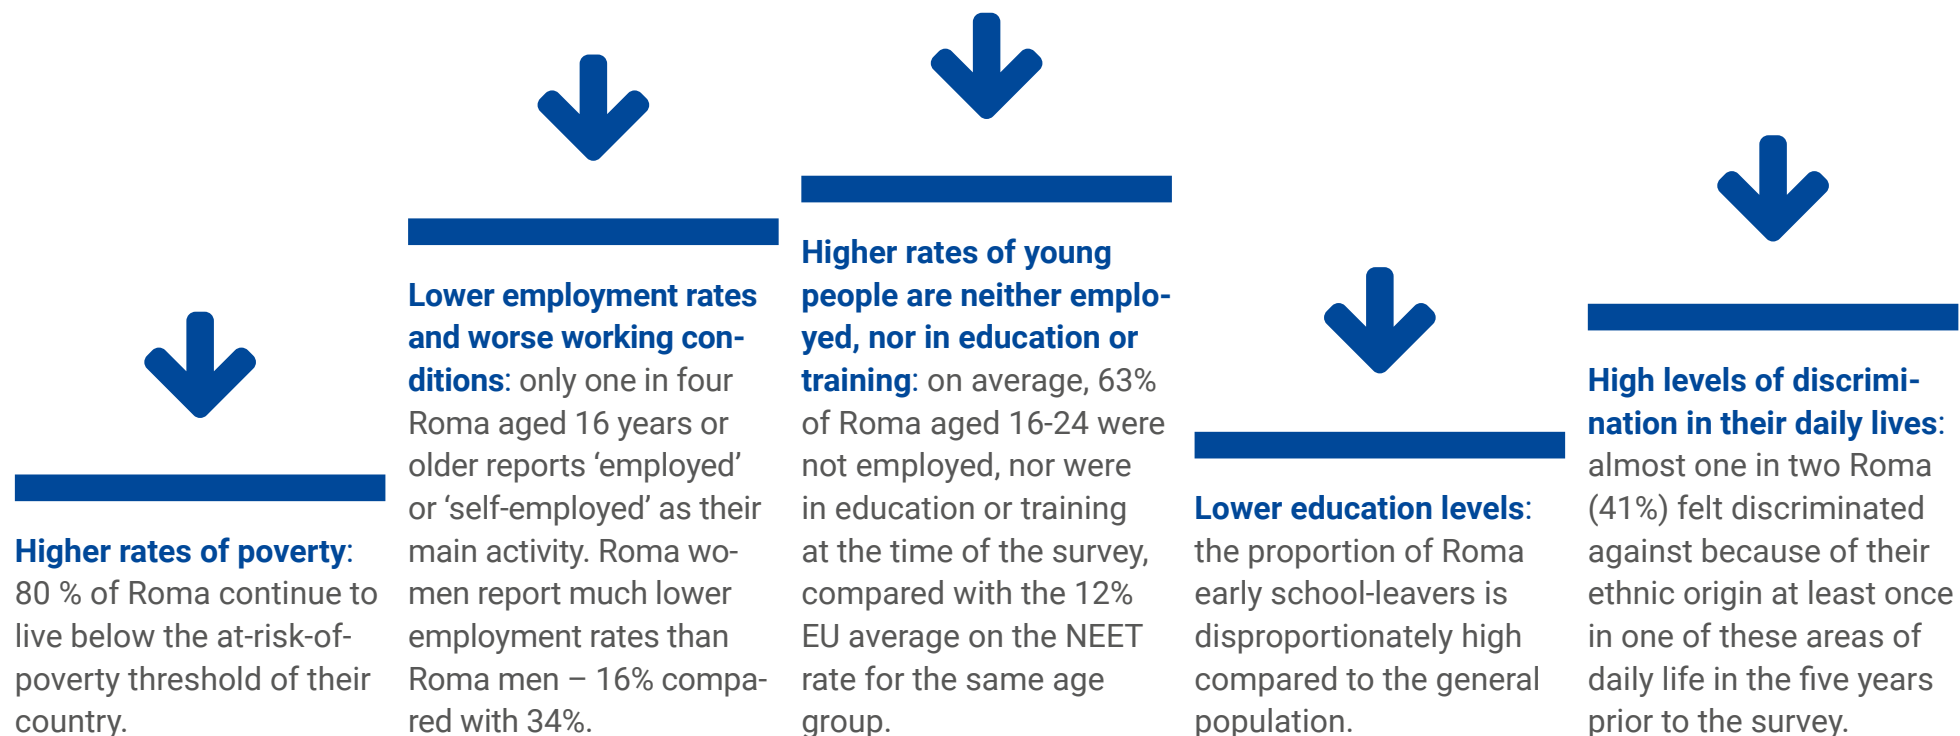 Higher rates of poverty:
80 % of Roma continue to
live below the at-risk-of-
poverty threshold of their
country.
Lower employment rates
and worse working con-
ditions: only one in four
Roma aged 16 years or
older reports ‘employed’
or ‘self-employed’ as their
main activity. Roma wo-
men report much lower
employment rates than
Roma men – 16% compa-
red with 34%.
Higher rates of young
people are neither emplo-
yed, nor in education or
training: on average, 63%
of Roma aged 16-24 were
not employed, nor were
in education or training
at the time of the survey,
compared with the 12%
EU average on the NEET
rate for the same age
group.
Lower education levels:
the proportion of Roma
early school-leavers is
disproportionately high
compared to the general
population.
High levels of discrimi-
nation in their daily lives:
almost one in two Roma
(41%) felt discriminated
against because of their
ethnic origin at least once
in one of these areas of
daily life in the five years
prior to the survey.